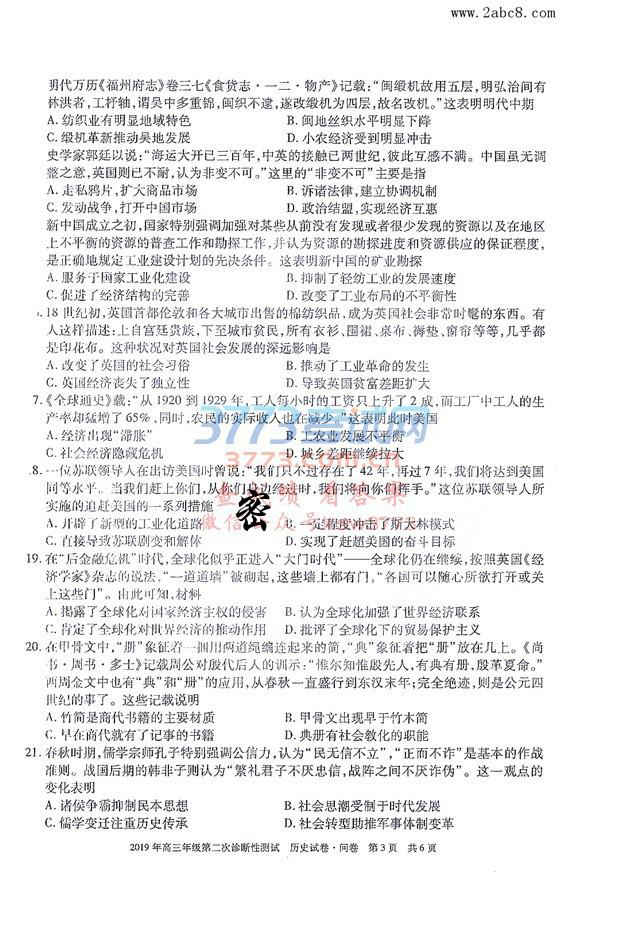 www.2abc8.com
明代万历《福州府志》卷三七《食货志·一二·物产》记载:“闽缎机故用五层,明弘治间有
林洪者,工杼轴,谓吴中多重锦,闽织不逮,遂改缎机为四层,故名改机。”这表明明代中期
A. 纺织业有明显地域特色 B. 闽地丝织水平明显下降
C. 缎机革新推动吴地发展 D. 小农经济受到明显冲击
史学家郭廷以说:“海运大开已三百年,中英的接触已两世纪,彼此互感不满。中国虽无调
整之意,英国则已不耐,认为非变不可。”这里的“非变不可”主要是指
A. 走私鸦片,扩大商品市场 B. 诉诸法律,建立协调机制
C. 发动战争,打开中国市场 D. 政治结盟,实现经济互惠
新中国成立之初,国家特别强调加强对某些从前没有发现或者很少发现的资源以及在地区
上不平衡的资源的普查工作和勘探工作,并认为资源的勘探进度和资源供应的保证程度,
是正确地规定工业建设计划的先决条件。这表明新中国的矿业勘探
A. 服务于国家工业化建设 B. 抑制了轻纺工业的发展速度
C. 促进了经济结构的完善 D. 改变了工业布局的不平衡性
18 世纪初,英国首都伦敦和各大城市出售的棉纺织品,成为英国社会非常时髦的东西。有
人这样描述:上自宫廷贵族,下至城市贫民,所有衣衫、围裙、桌布、褥垫、窗帘等等,几乎都
是印花布。这种状况对英国社会发展的深远影响是
A. 改变了英国的社会习俗 B. 推动了工业革命的发生
C. 英国经济丧失了独立性 D. 导致英国贫富差距扩大
7.《全球通史》载:“从 1920 到 1929 年,工人每小时的工资只上升了 2 成,而工厂中工人的生
产率却猛增了 65%,同时,农民的实际收入也在减少。”这表明此时美国
A. 经济出现“滞胀” B. 工农业发展不平衡
C. 社会经济隐藏危机 D. 城乡差距继续拉大
8. 一位苏联领导人在出访美国时曾说:“我们只不过存在了 42 年,再过 7 年,我们将达到美国
同等水平。当我们赶上你们,从你们身边经过时,我们将向你们挥手。”这位苏联领导人所
实施的追赶美国的一系列措施
A. 开辟了新型的工业化道路 B. 一定程度冲击了斯大林模式
C. 直接导致苏联剧变和解体 D. 实现了赶超美国的奋斗目标
密
3773考试网
3773.com.cn
19. 在“后金融危机”时代,全球化似乎正进入“大门时代”——全球化仍在继续,按照英国《经
济学家》杂志的说法,“一道道墙”被砌起,这些墙上都有门。“各国可以随心所欲打开或关
上这些门”。由此可知,材料
A. 揭露了全球化对国家经济主权的侵害 B. 认为全球化加强了世界经济联系
C. 肯定了全球化对世界经济的推动作用 D. 批评了全球化下的贸易保护主义
20. 在甲骨文中,“册”象征着一捆用两道绳编连起来的简,“典”象征着把“册”放在几上。《尚
书·周书·多士》记载周公对殷代后人的训示:“惟尔知惟殷先人,有典有册,殷革夏命。”
西周金文中也有“典”和“册”的应用,从春秋一直盛行到东汉末年;完全绝迹,则是公元四
世纪的事了。这些记载说明
A. 竹简是商代书籍的主要材质 B. 甲骨文出现早于竹木简
C. 早在商代就有了记事的书籍 D. 典册有社会教化的职能
21. 春秋时期,儒学宗师孔子特别强调公信力,认为“民无信不立”,“正而不诈”是基本的作战
准则。战国后期的韩非子则认为“繁礼君子不厌忠信,战阵之间不厌诈伪”。这一观点的
变化表明
A. 诸侯争霸抑制民本思想 B. 社会思潮受制于时代发展
C. 儒学变迁注重历史传承 D. 社会转型助推军事体制变革
2019 年高三年级第二次诊断性测试 历史试卷·问卷 第 3 页 共 6 页